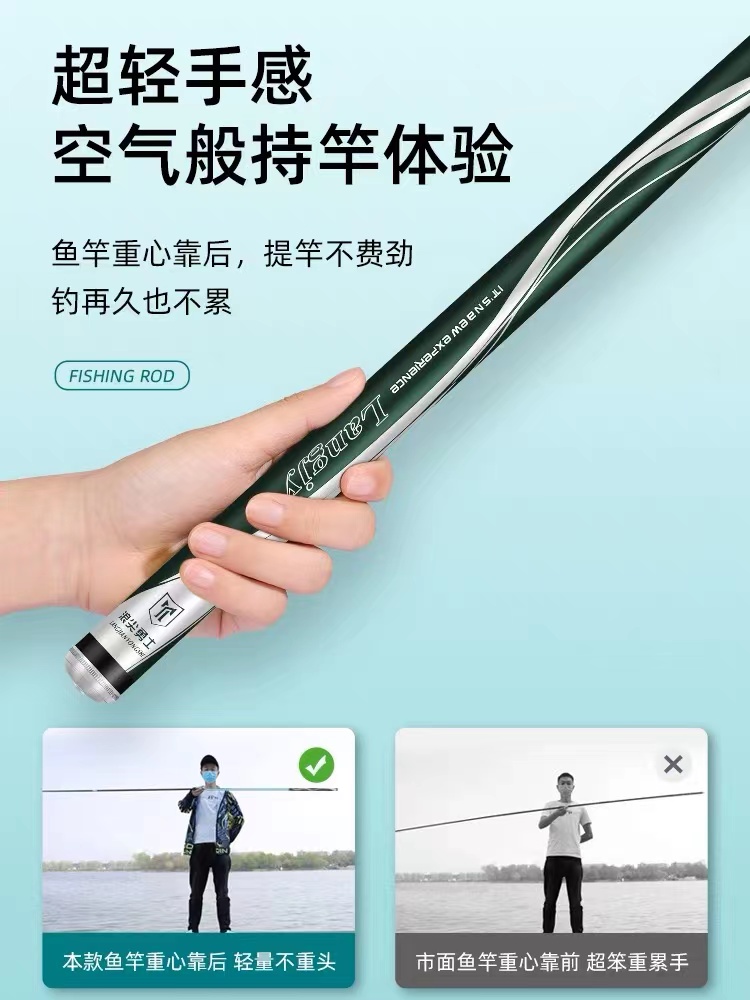 超轻手感
空气般持竿体验
鱼竿重心靠后，提竿不费劲
钓再久也不累
FISHING ROD
IT'S NAEW EXPERIENCE
Langjy
浪尖勇士
LANGJIANYONGSHI
本款鱼竿重心靠后 轻量不重头
市面鱼竿重心靠前 超笨重累手